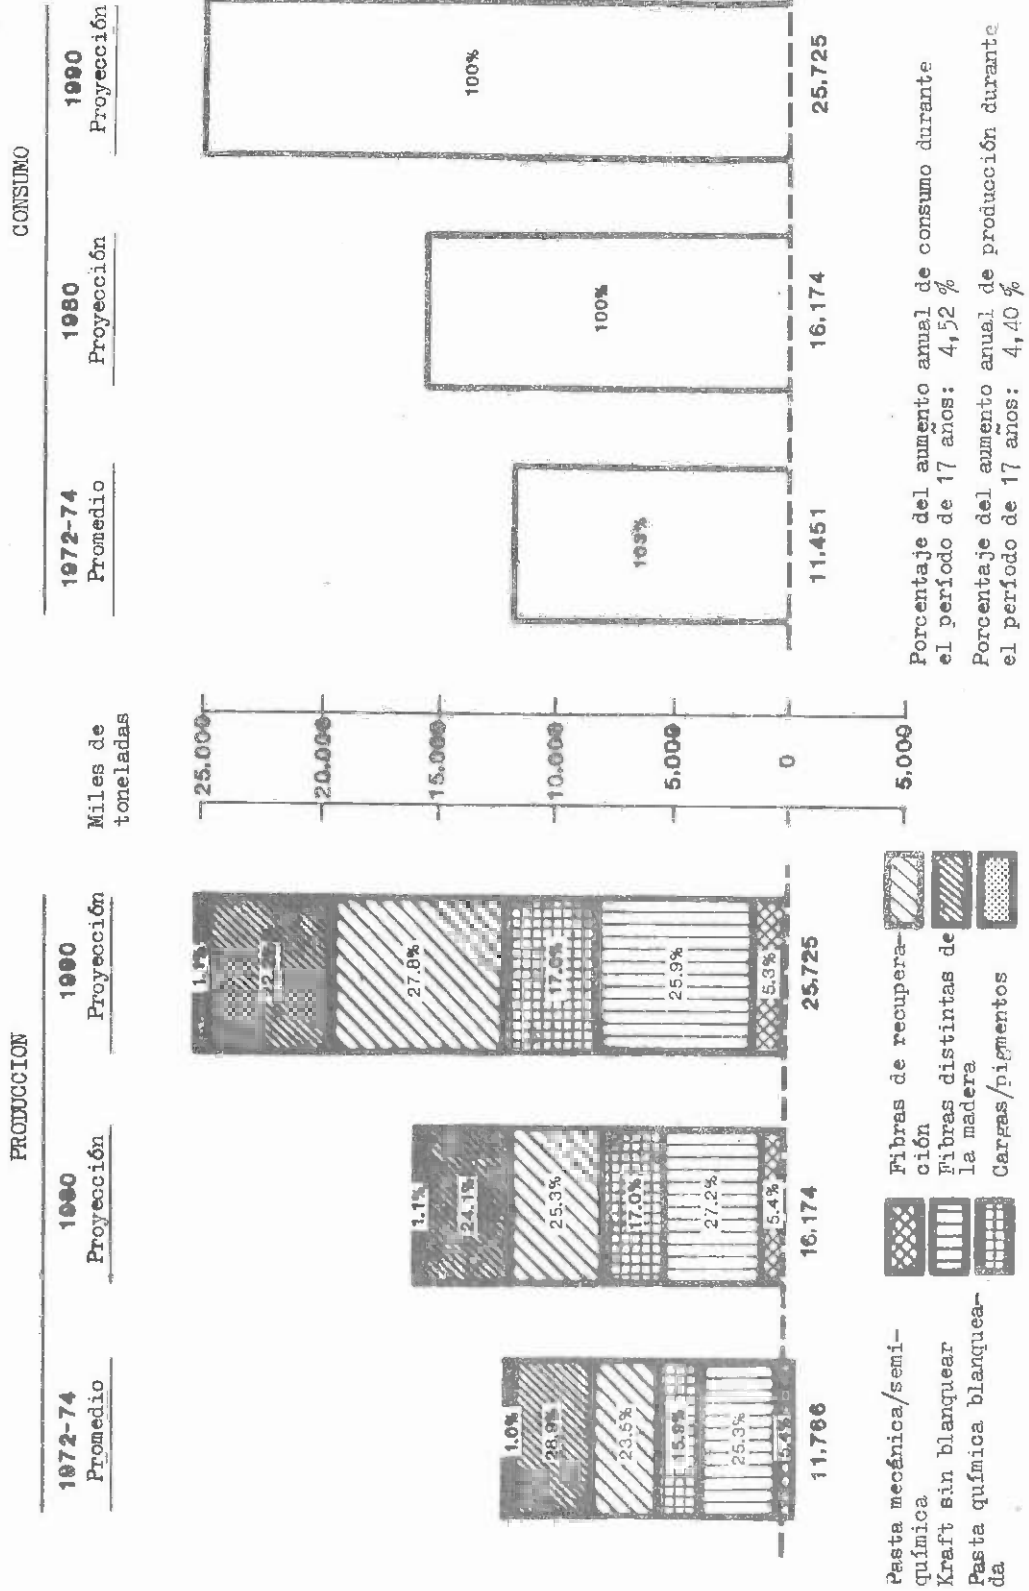 PRODUCCION
1972-74
Promedio
1980
Proyección
1990
Proyección
Miles de
toneladas
CONSUMO
1972-74
Promedio
1980
Proyección
1990
Proyección
1.0%
28.9%
23.5%
15.9%
25.3%
5.4%
11.766
1.1%
24.1%
25.3%
17.0%
27.2%
5.4%
16.174
1.1%
27.8%
17.0%
25.9%
5.3%
25.725
25.000
20.000
15.000
10.000
5.000
0
5.000
103%
11.451
100%
16.174
100%
25.725
Pasta mecánica/semi-
química
Kraft sin blanquear
Pasta química blanquea-
da
Fibras de recupera-
ción
Fibras distintas de
la madera
Cargas/pigmentos
Porcentaje del aumento anual de consumo durante
el período de 17 años: 4,52 %
Porcentaje del aumento anual de producción durante
el período de 17 años: 4,40 %